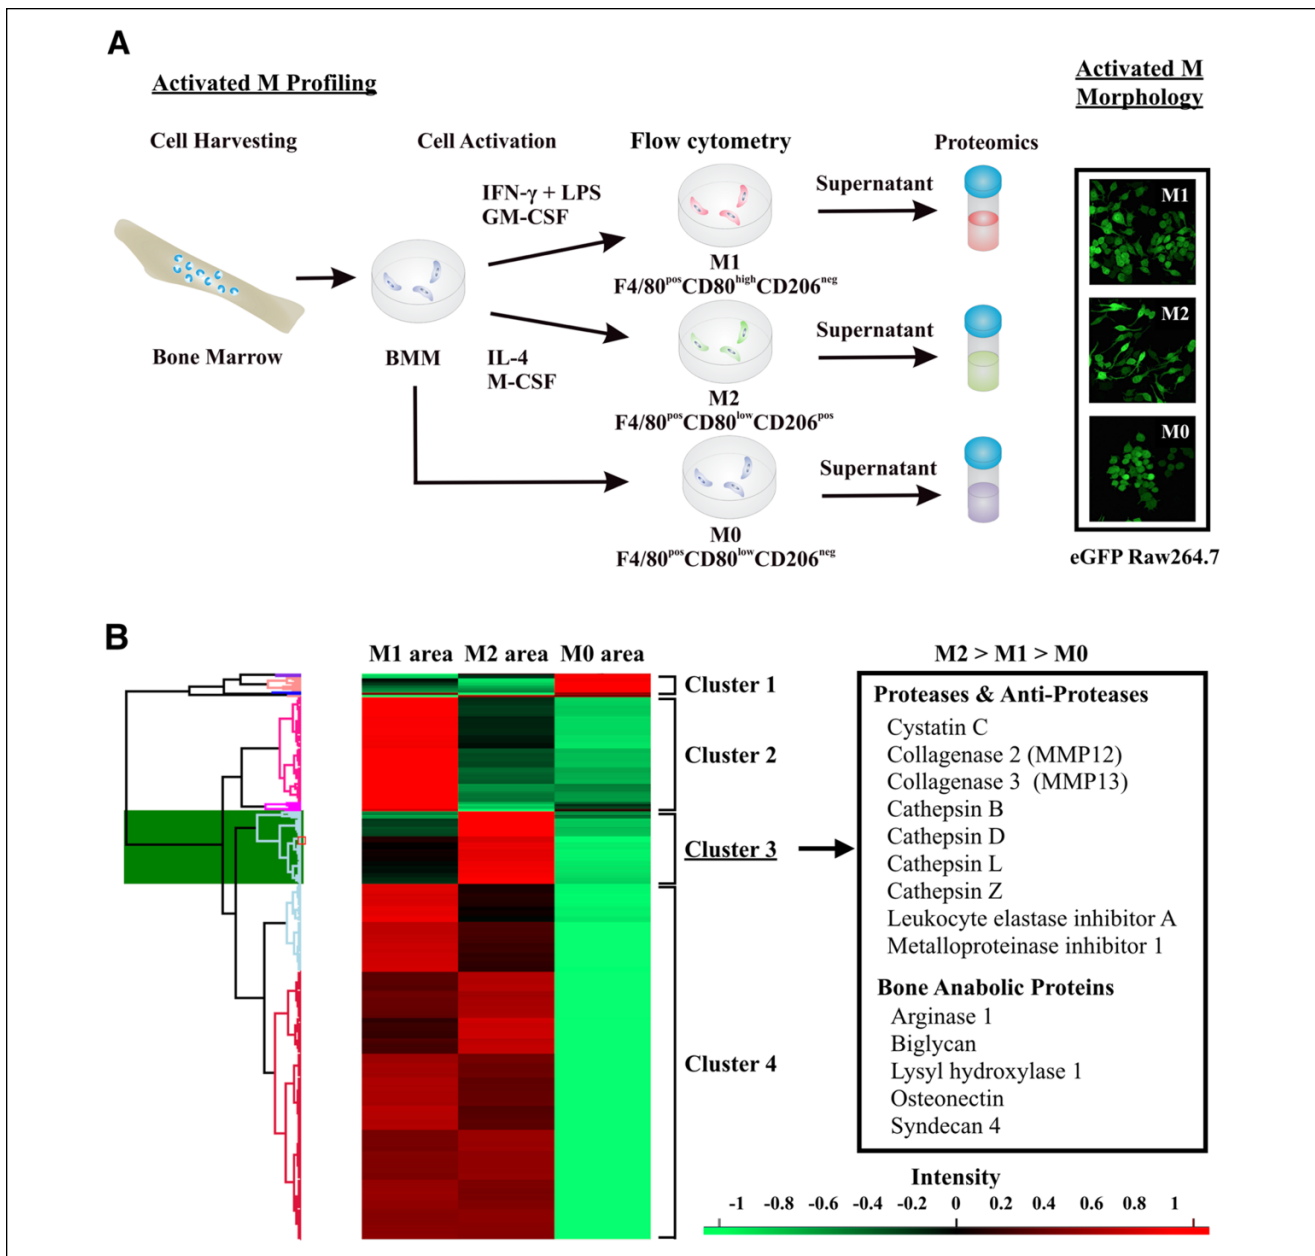 A
Activated M Profiling
Activated M
Morphology
Cell Harvesting
Cell Activation
Flow cytometry
Proteomics
IFN-γ + LPS
GM-CSF
Supernatant
M1
M1
F4/80posCD80highCD206neg
Bone Marrow
BMM
IL-4
M-CSF
Supernatant
M2
M2
F4/80posCD80lowCD206pos
M0
Supernatant
M0
F4/80posCD80lowCD206neg
eGFP Raw264.7
B
M1 area M2 area M0 area
Cluster 1
Cluster 2
Cluster 3
Cluster 4
M2 > M1 > M0
Proteases & Anti-Proteases
Cystatin C
Collagenase 2 (MMP12)
Collagenase 3 (MMP13)
Cathepsin B
Cathepsin D
Cathepsin L
Cathepsin Z
Leukocyte elastase inhibitor A
Metalloproteinase inhibitor 1
Bone Anabolic Proteins
Arginase 1
Biglycan
Lysyl hydroxylase 1
Osteonectin
Syndecan 4
Intensity
-1 -0.8 -0.6 -0.4 -0.2 0 0.2 0.4 0.6 0.8 1